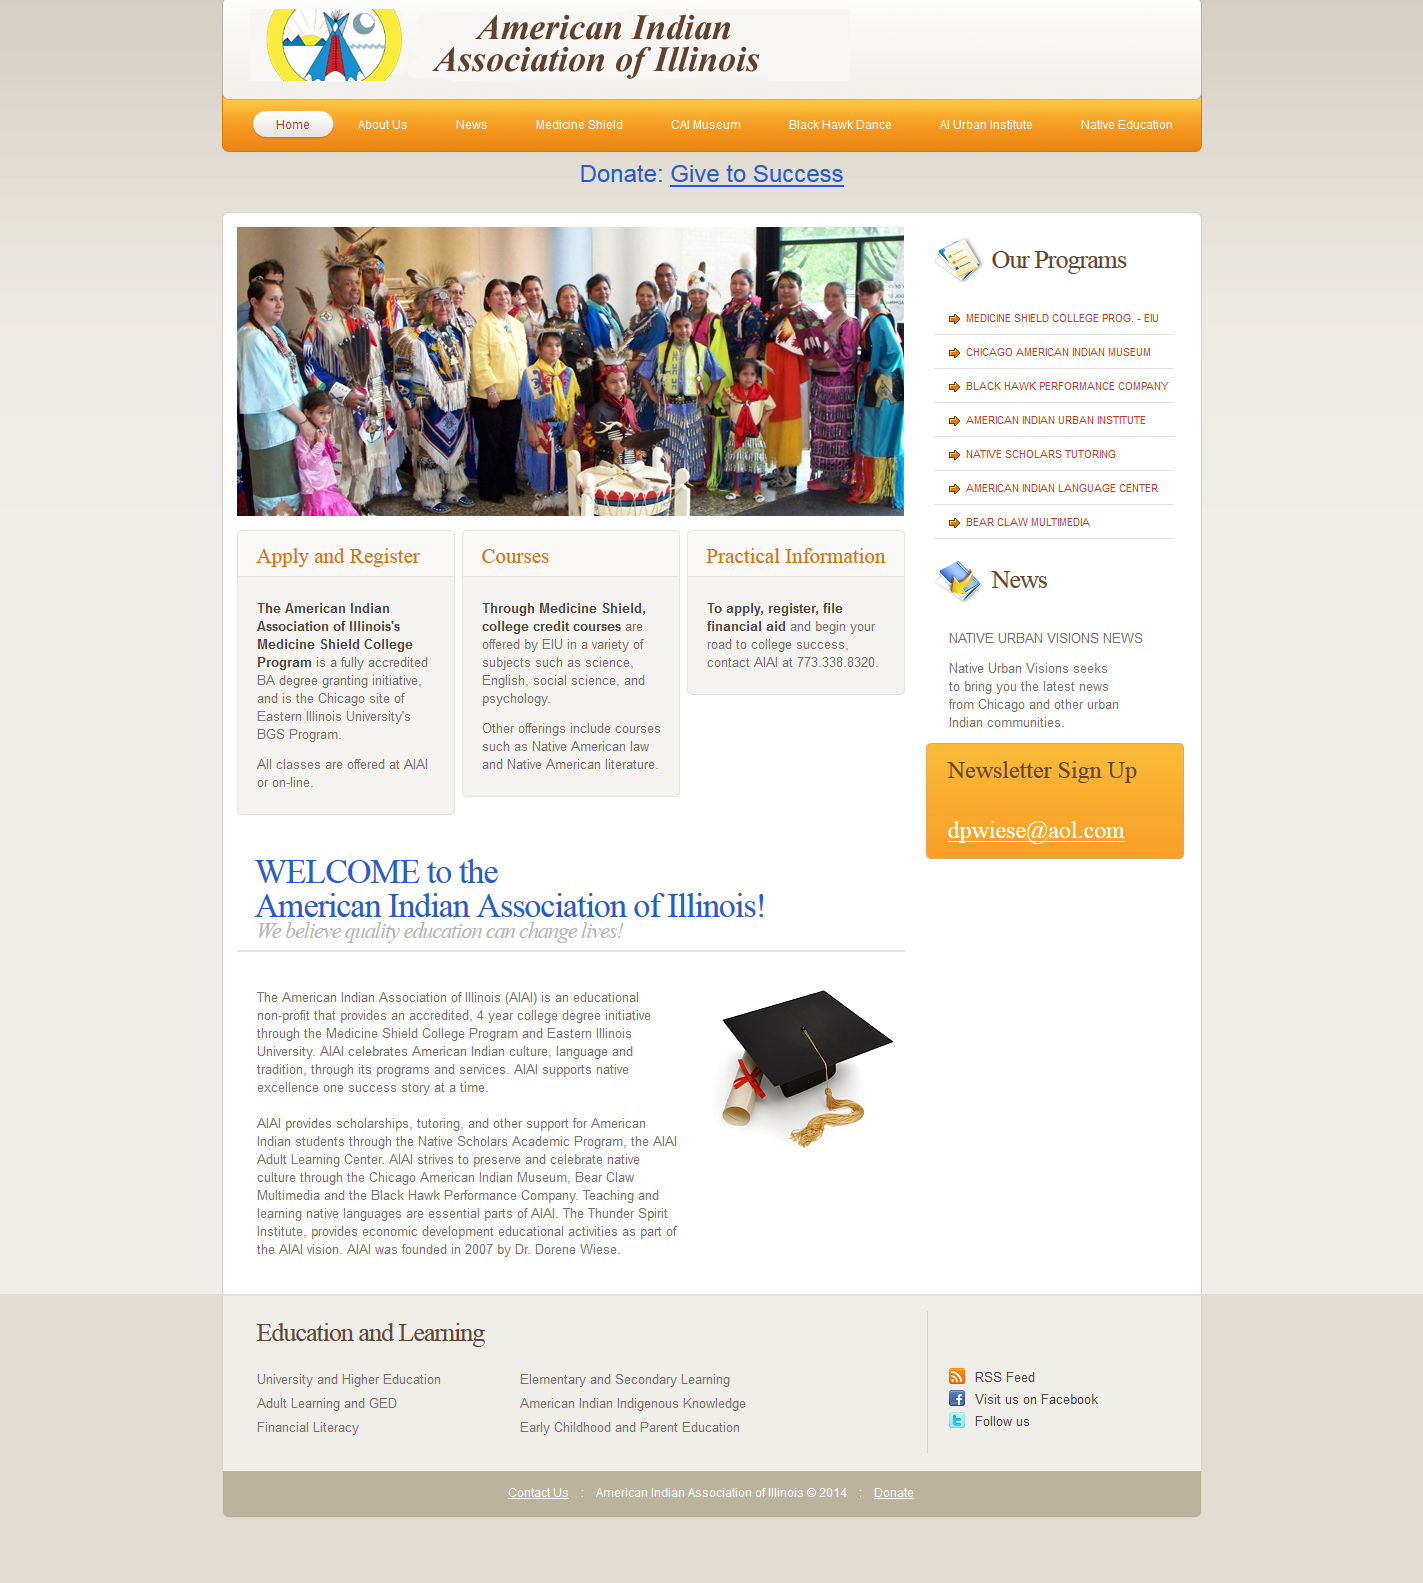 American Indian
Association of Illinois
Home
About Us
News
Medicine Shield
CAI Museum
Black Hawk Dance
AI Urban Institute
Native Education
Donate: Give to Success
Apply and Register
The American Indian
Association of Illinois's
Medicine Shield College
Program is a fully accredited
BA degree granting initiative,
and is the Chicago site of
Eastern Illinois University's
BGS Program.
All classes are offered at AIAI
or on-line.
Courses
Through Medicine Shield,
college credit courses are
offered by EIU in a variety of
subjects such as science,
English, social science, and
psychology.
Other offerings include courses
such as Native American law
and Native American literature.
Practical Information
To apply, register, file
financial aid and begin your
road to college success,
contact AIAI at 773.338.8320.
WELCOME to the
American Indian Association of Illinois!
We believe quality education can change lives!
The American Indian Association of Illinois (AIAI) is an educational
non-profit that provides an accredited, 4 year college degree initiative
through the Medicine Shield College Program and Eastern Illinois
University. AIAI celebrates American Indian culture, language and
tradition, through its programs and services. AIAI supports native
excellence one success story at a time.
AIAI provides scholarships, tutoring, and other support for American
Indian students through the Native Scholars Academic Program, the AIAI
Adult Learning Center. AIAI strives to preserve and celebrate native
culture through the Chicago American Indian Museum, Bear Claw
Multimedia and the Black Hawk Performance Company. Teaching and
learning native languages are essential parts of AIAI. The Thunder Spirit
Institute, provides economic development educational activities as part of
the AIAI vision. AIAI was founded in 2007 by Dr. Dorene Wiese.
Our Programs
MEDICINE SHIELD COLLEGE PROG. - EIU
CHICAGO AMERICAN INDIAN MUSEUM
BLACK HAWK PERFORMANCE COMPANY
AMERICAN INDIAN URBAN INSTITUTE
NATIVE SCHOLARS TUTORING
AMERICAN INDIAN LANGUAGE CENTER
BEAR CLAW MULTIMEDIA
News
NATIVE URBAN VISIONS NEWS
Native Urban Visions seeks
to bring you the latest news
from Chicago and other urban
Indian communities.
Newsletter Sign Up
dpwiese@aol.com
Education and Learning
University and Higher Education
Adult Learning and GED
Financial Literacy
Elementary and Secondary Learning
American Indian Indigenous Knowledge
Early Childhood and Parent Education
RSS Feed
Visit us on Facebook
Follow us
Contact Us : American Indian Association of Illinois © 2014 : Donate